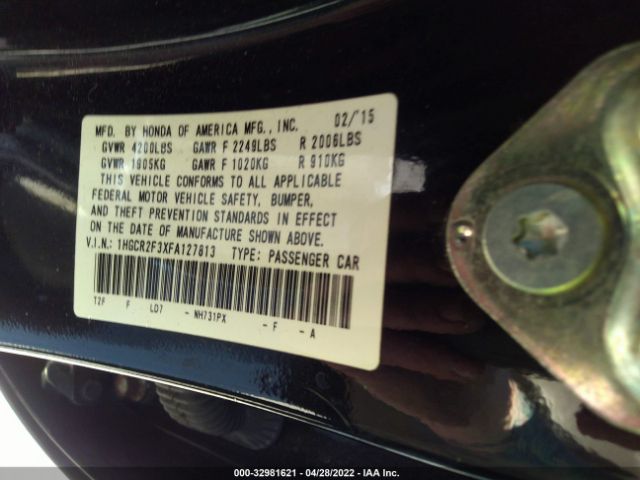 MFD. BY HONDA OF AMERICA MFG., INC. 02/'15
GVWR 4200LBS GAWR F 2249LBS R 2006LBS
GVWR 1905KG GAWR F 1020KG R 910KG
THIS VEHICLE CONFORMS TO ALL APPLICABLE
FEDERAL MOTOR VEHICLE SAFETY, BUMPER,
AND THEFT PREVENTION STANDARDS IN EFFECT
ON THE DATE OF MANUFACTURE SHOWN ABOVE.
V.I.N.: 1HGCR2F3XFA127813 TYPE: PASSENGER CAR
T2F F LD7 - NH731PX - F - A
000-32981621 - 04/28/2022 - IAA Inc.